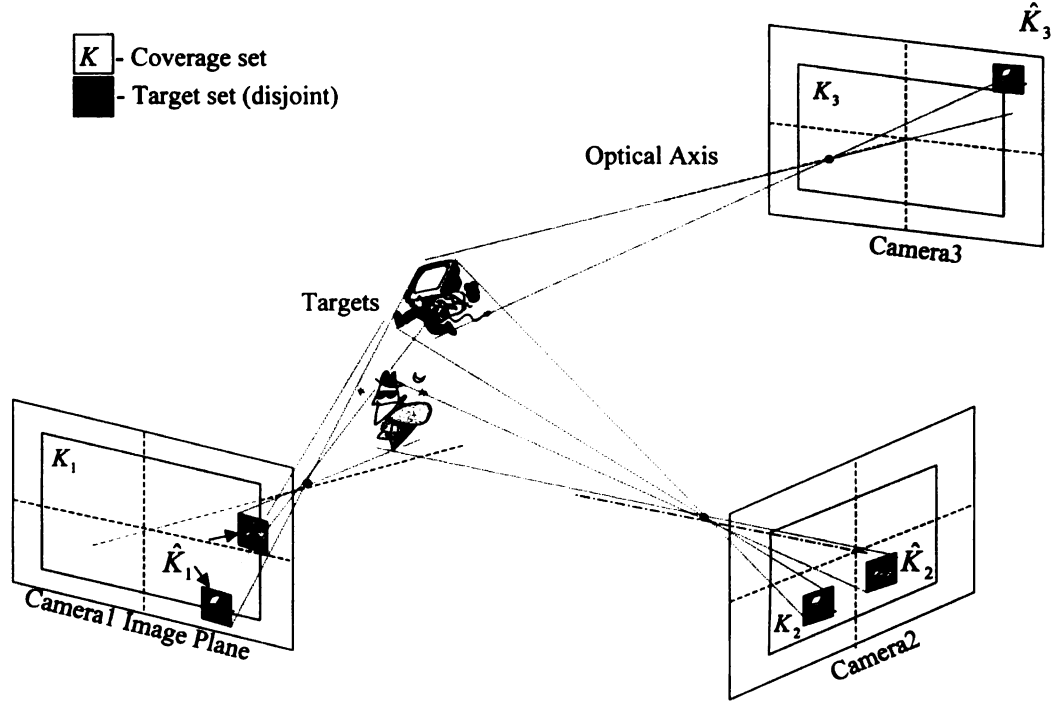 K - Coverage set
- Target set (disjoint)
K̂₃
K₃
Optical Axis
Camera3
Targets
K₁
K̂₁
Camera1 Image Plane
K̂₂
K₂
Camera2